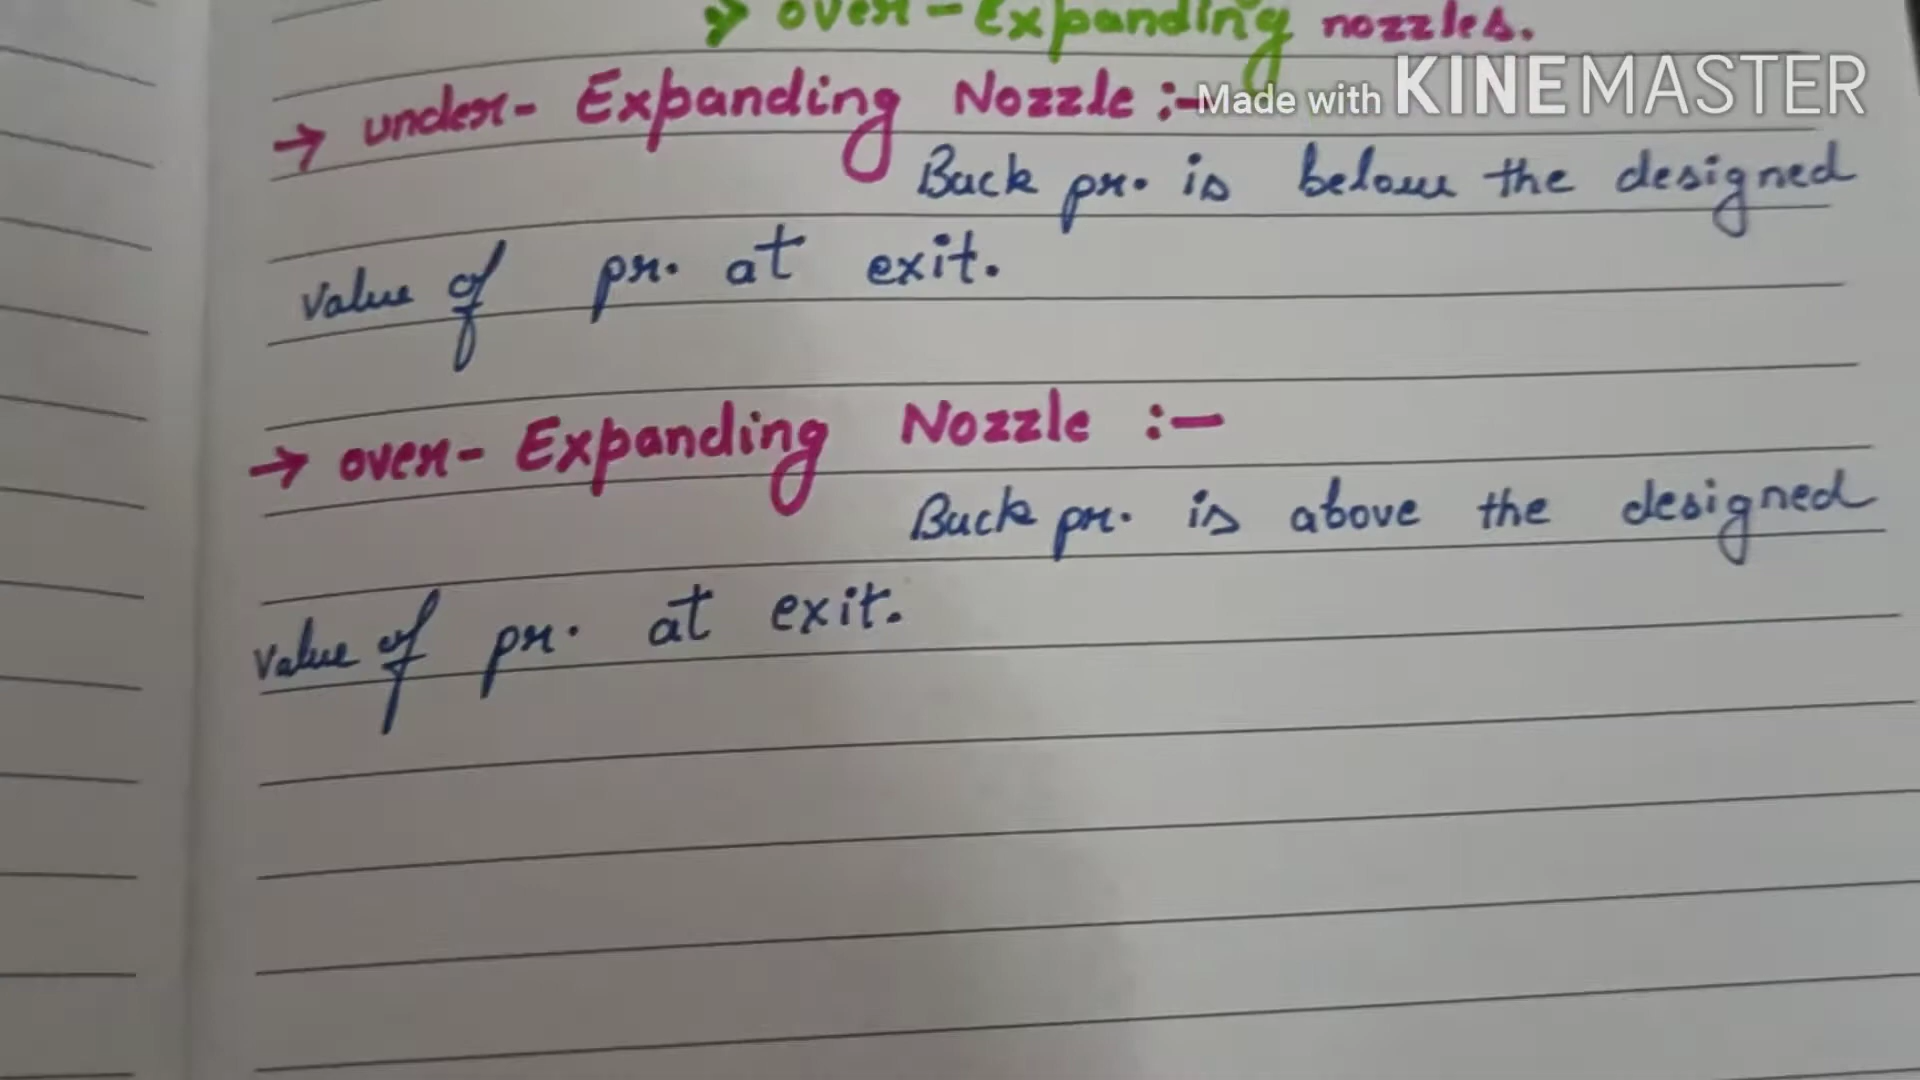 → over-Expanding nozzles.
→ under-Expanding Nozzle :-
Made with KINEMASTER
Back pr. is below the designed
value of pr. at exit.
→ over-Expanding Nozzle :-
Back pr. is above the designed
value of pr. at exit.